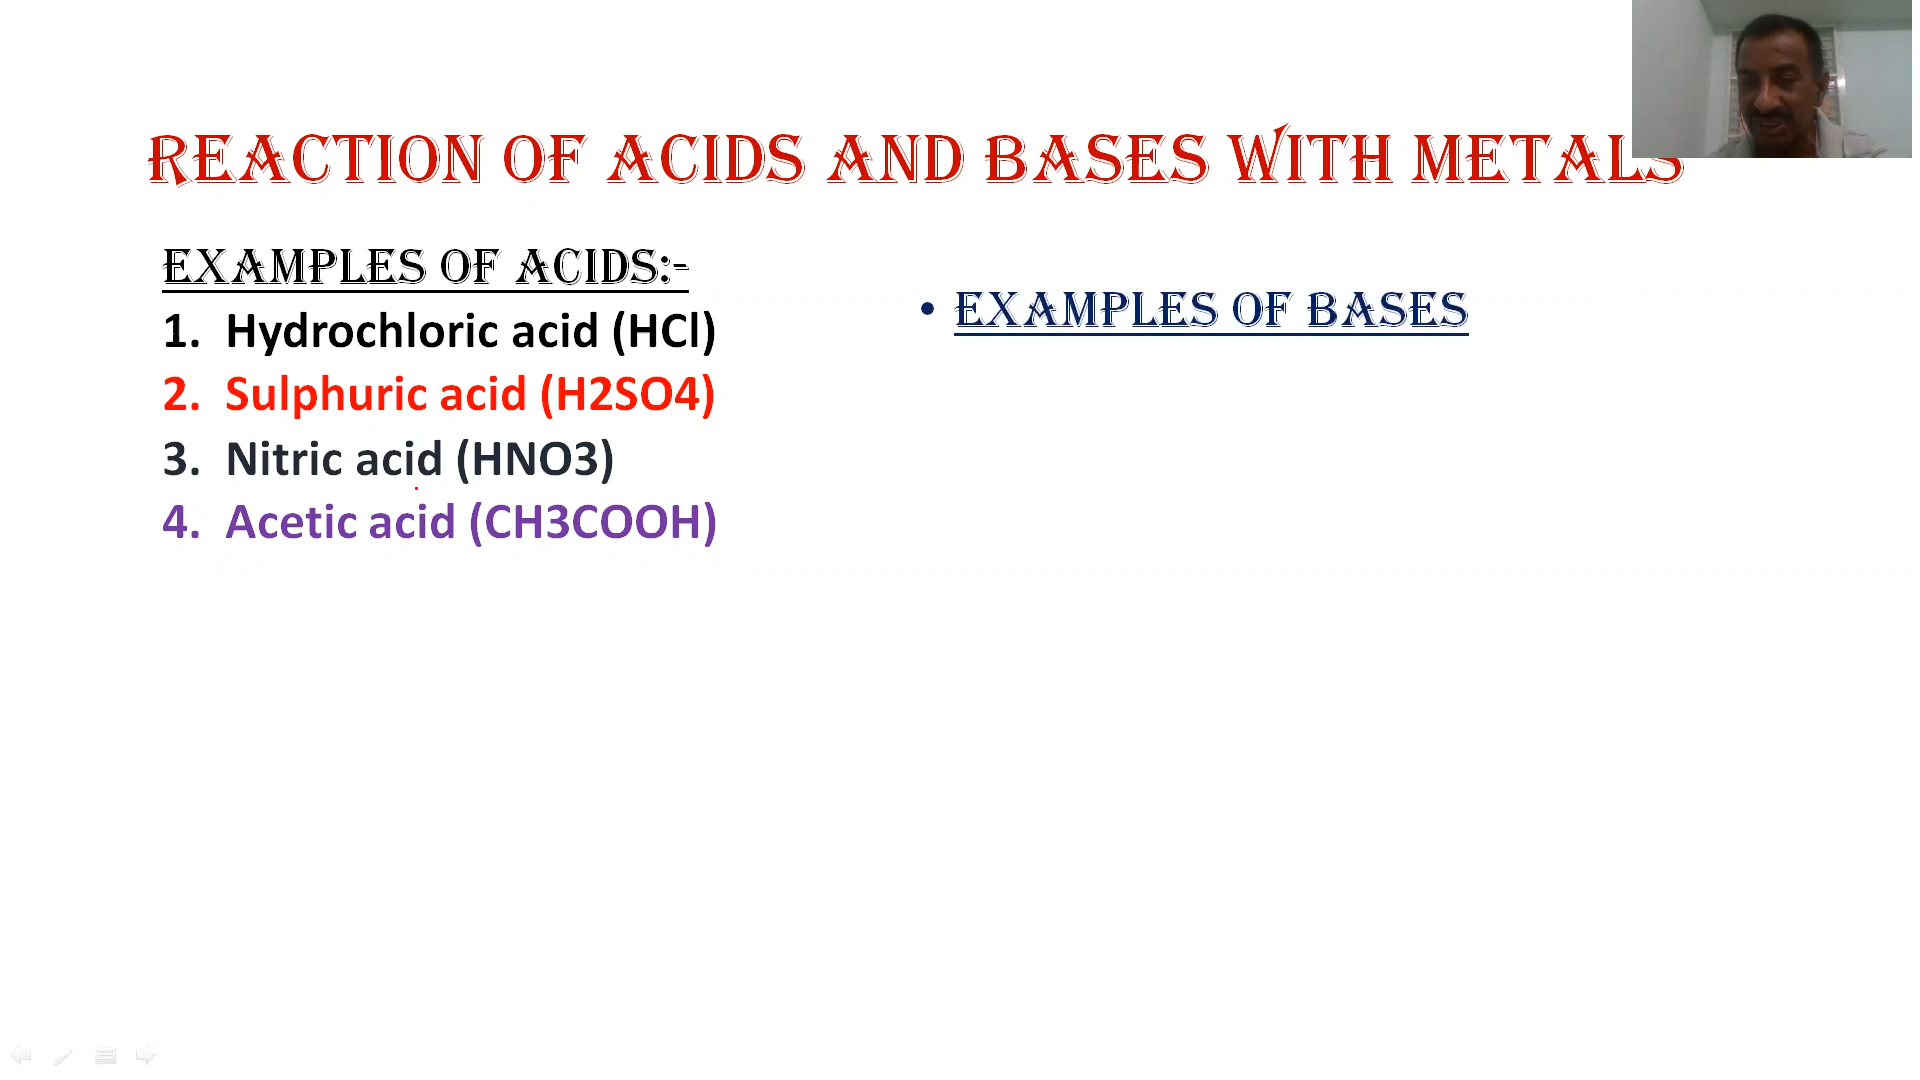 REACTION OF ACIDS AND BASES WITH METALS
EXAMPLES OF ACIDS:-
1. Hydrochloric acid (HCl)
2. Sulphuric acid (H2SO4)
3. Nitric acid (HNO3)
4. Acetic acid (CH3COOH)
• EXAMPLES OF BASES